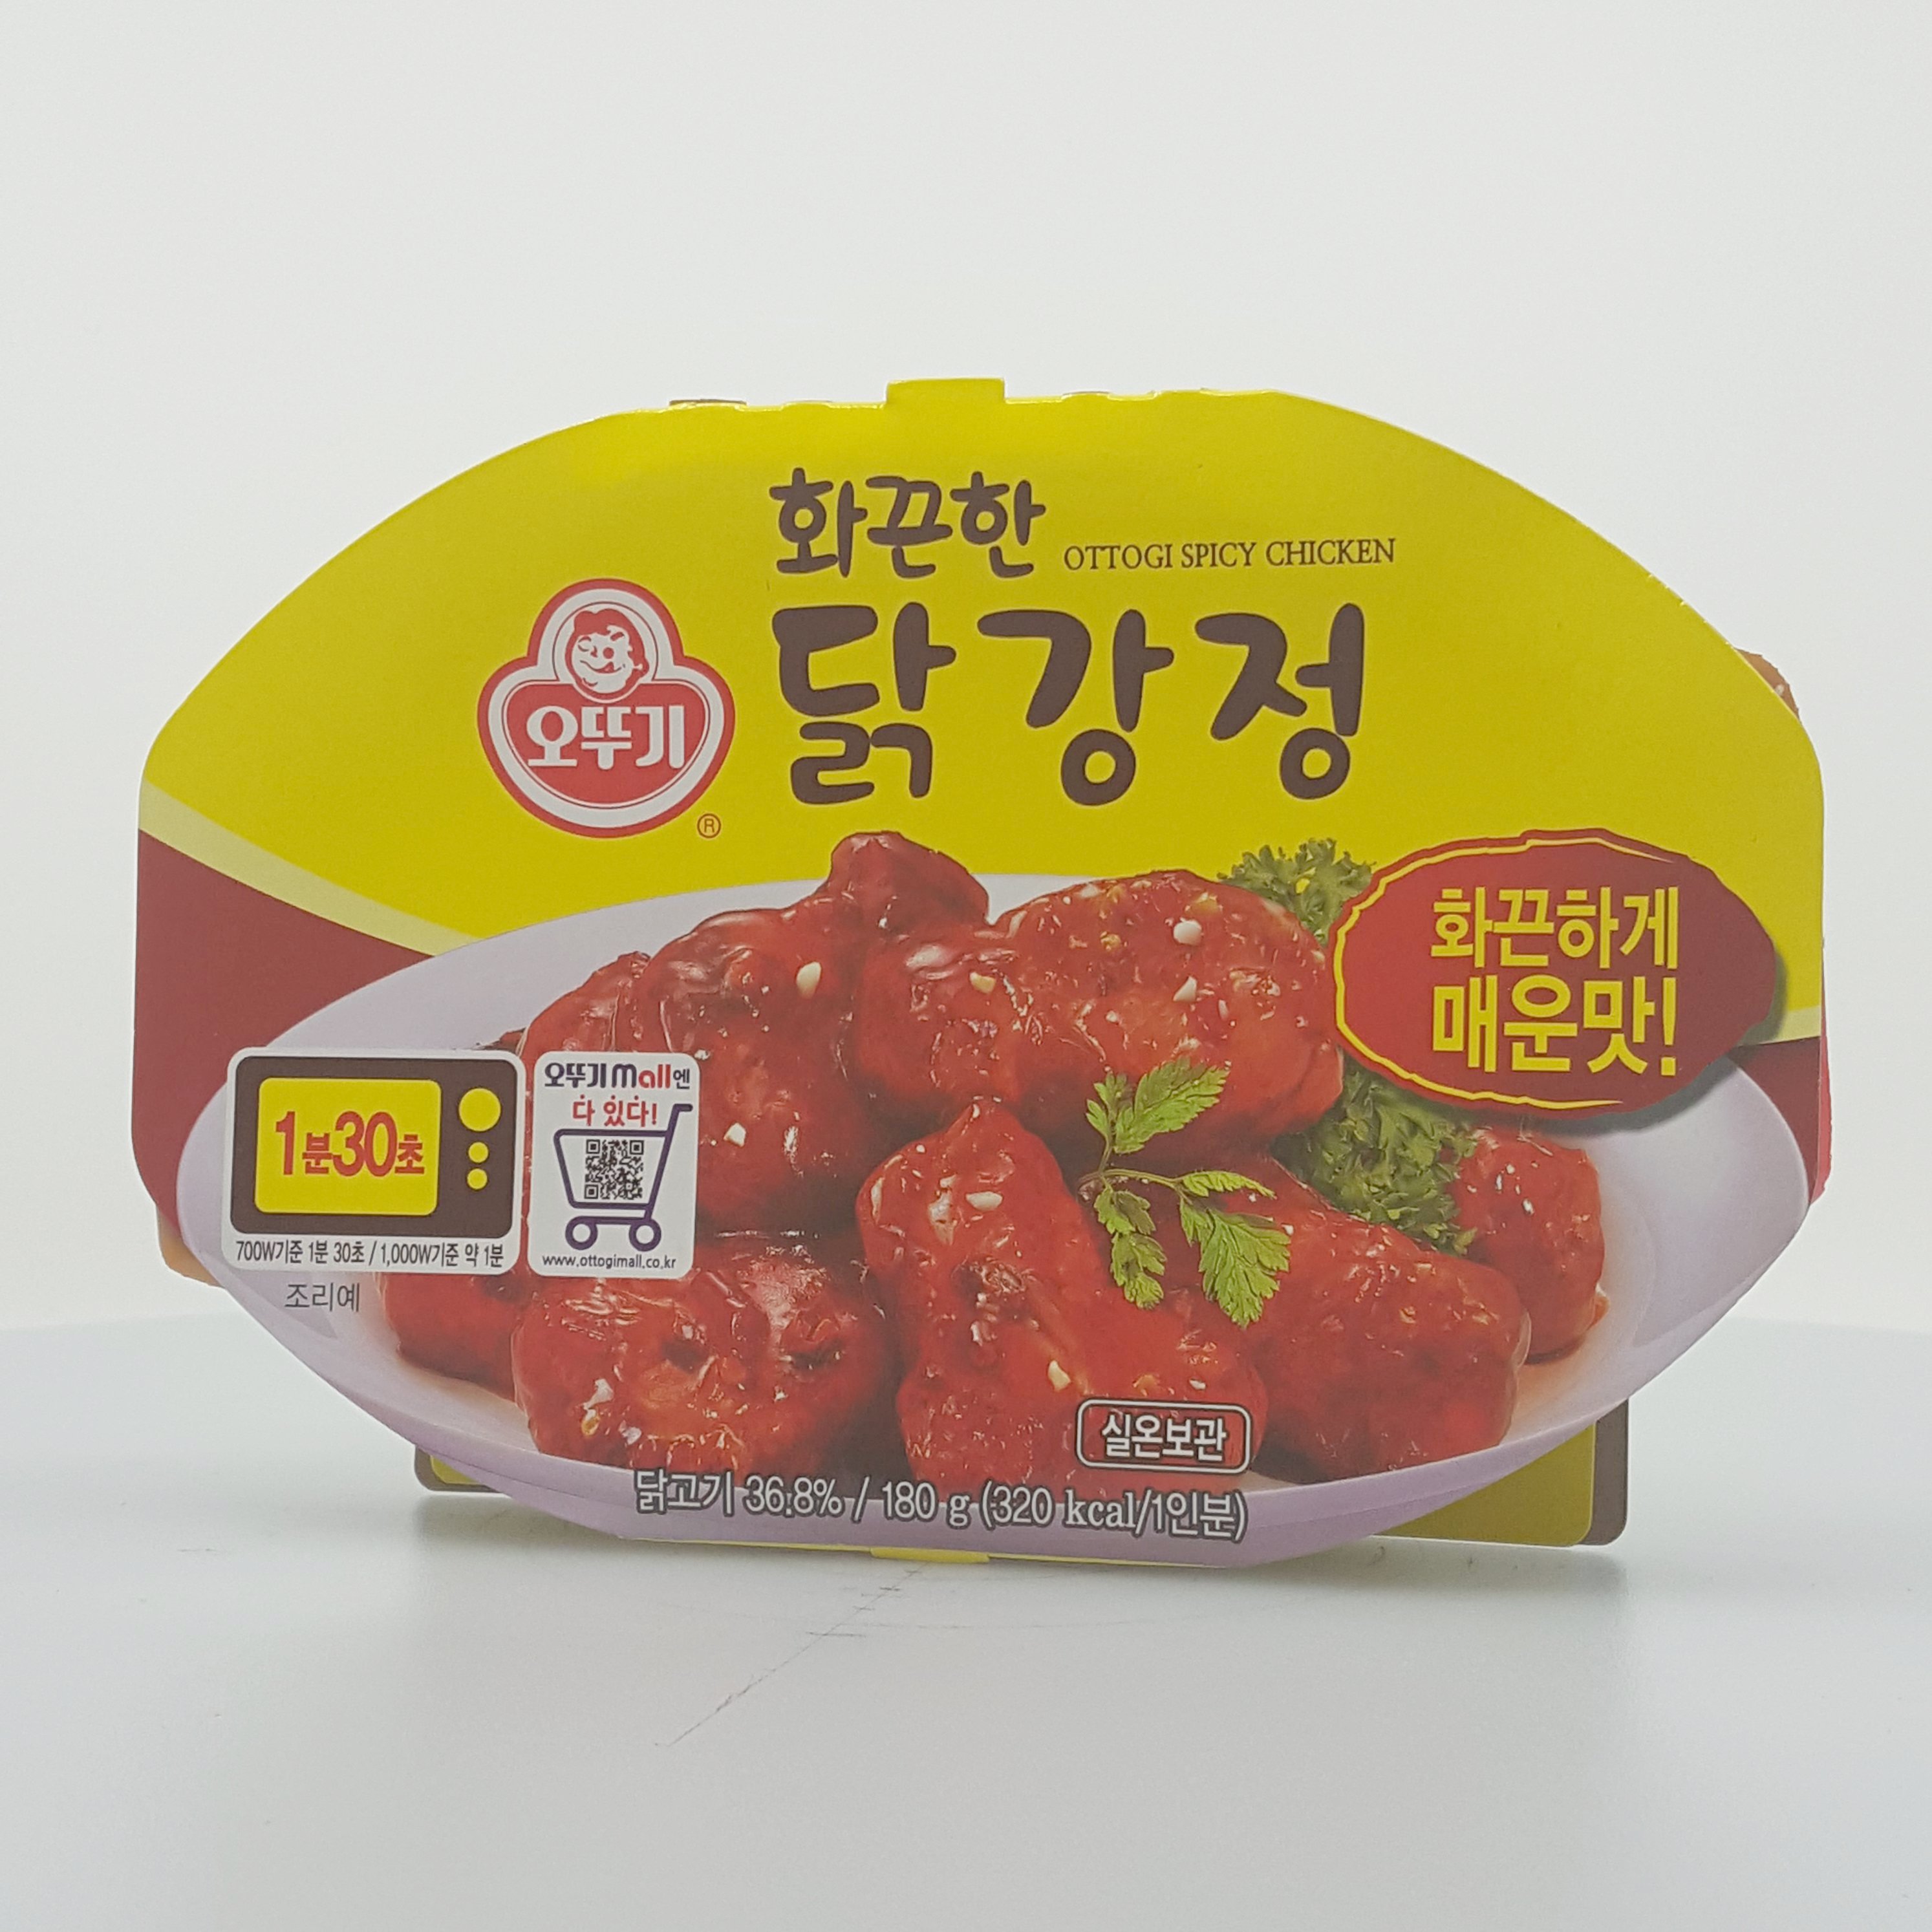 화끈한
OTTOGI SPICY CHICKEN
닭강정
오뚜기
®
화끈하게
매운맛!
1분30초
700W기준 1분 30초 / 1,000W기준 약 1분
조리예
오뚜기mall엔
다 있다!
www.ottogimall.co.kr
실온보관
닭고기 36.8% / 180 g (320 kcal/1인분)